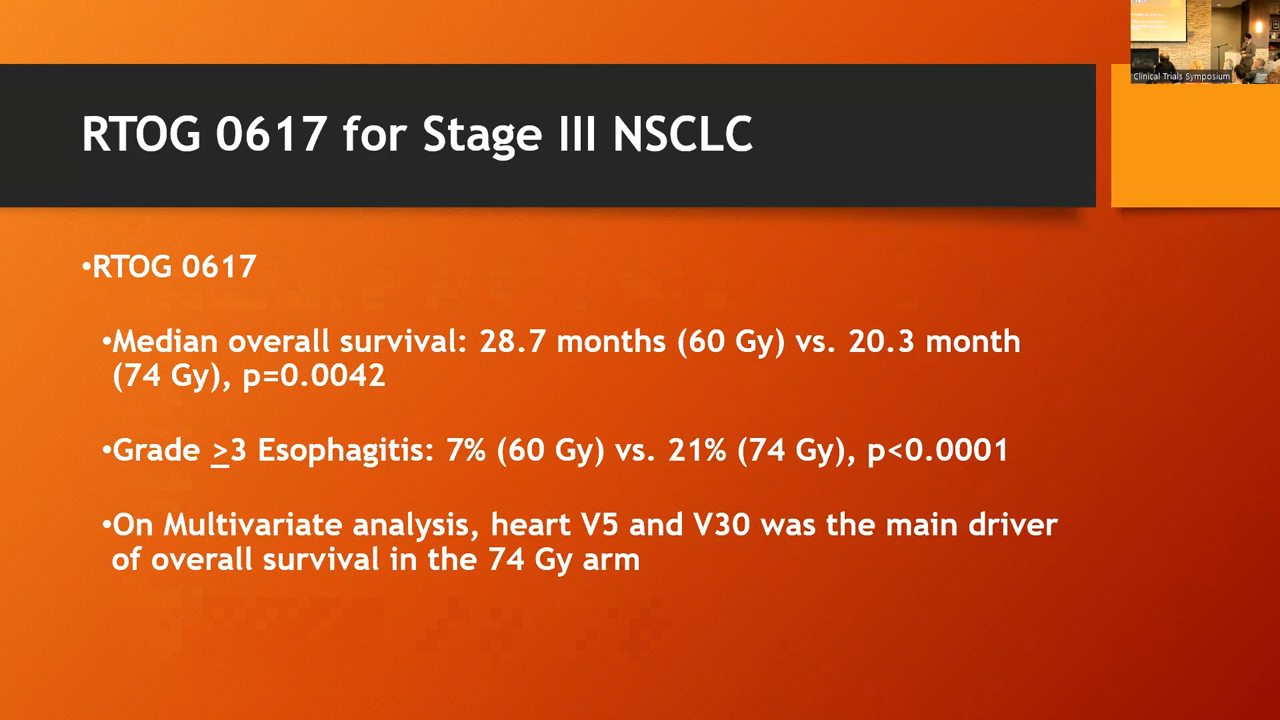 Clinical Trials Symposium
RTOG 0617 for Stage III NSCLC
•RTOG 0617
•Median overall survival: 28.7 months (60 Gy) vs. 20.3 month
(74 Gy), p=0.0042
•Grade >3 Esophagitis: 7% (60 Gy) vs. 21% (74 Gy), p<0.0001
•On Multivariate analysis, heart V5 and V30 was the main driver
of overall survival in the 74 Gy arm